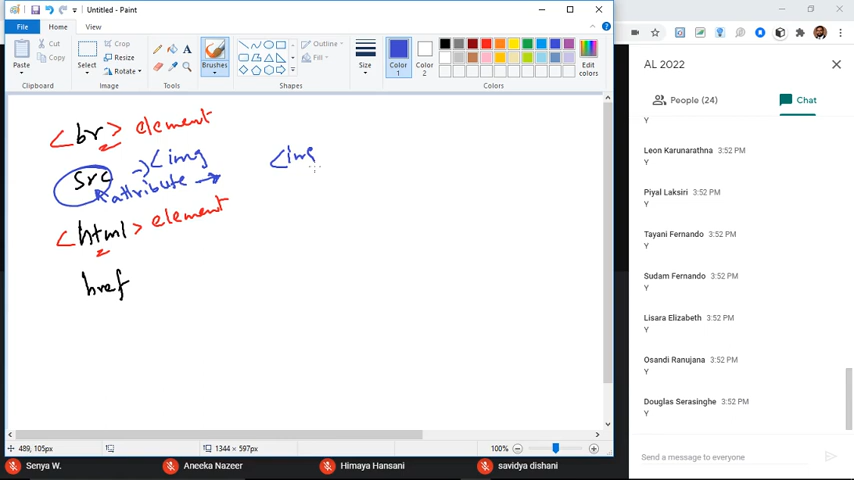 Untitled - Paint
File Home View
Cut
Copy
Paste
Clipboard
Select
Crop
Resize
Rotate
Image
Tools
Brushes
Shapes
Outline
Fill
Size
Color 1
Color 2
Colors
Edit colors
<br> element
src → <img
attribute →
<img
<html> element
href
489, 105px
1344 × 597px
100%
Senya W.
Aneeka Nazeer
Himaya Hansani
savidya dishani
AL 2022
People (24)
Chat
Y
Leon Karunarathna 3:52 PM
Y
Piyal Laksiri 3:52 PM
Y
Tayani Fernando 3:52 PM
Y
Sudam Fernando 3:52 PM
Y
Lisara Elizabeth 3:52 PM
Y
Osandi Ranujana 3:52 PM
Y
Douglas Serasinghe 3:52 PM
Y
Send a message to everyone